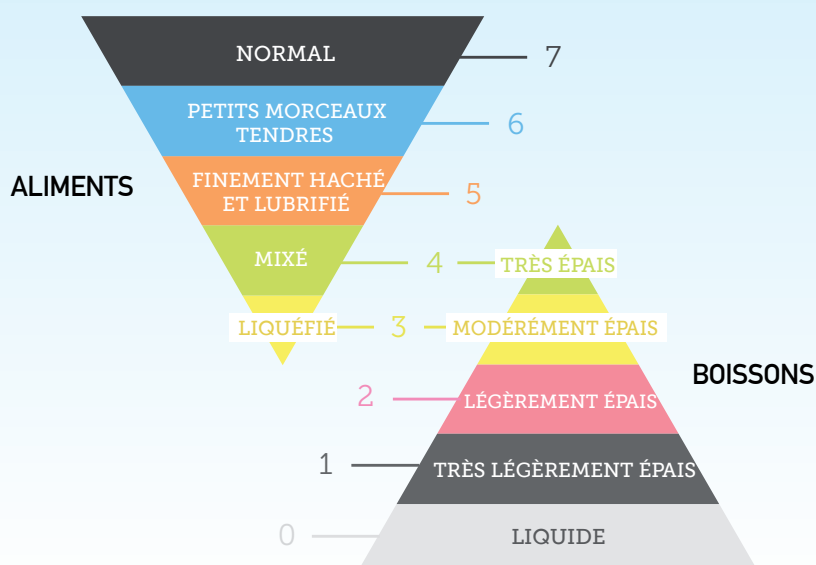 NORMAL
7
PETITS MORCEAUX
TENDRES
6
ALIMENTS
FINEMENT HACHÉ
ET LUBRIFIÉ
5
MIXÉ
4
TRÈS ÉPAIS
LIQUÉFIÉ
3
MODÉRÉMENT ÉPAIS
BOISSONS
2
LÉGÈREMENT ÉPAIS
1
TRÈS LÉGÈREMENT ÉPAIS
0
LIQUIDE